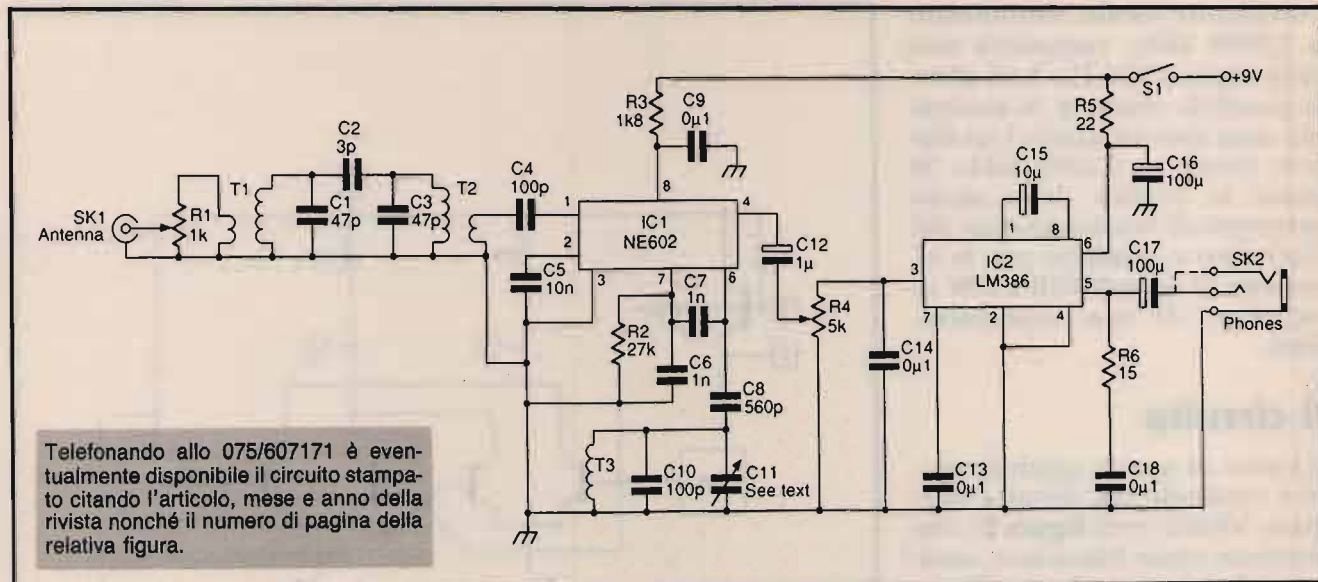 SK1
Antenna
R1
1k
T1
C1
47p
C2
3p
C3
47p
T2
C4
100p
C5
10n
R3
1k8
C9
0µ1
8
1
2
3
7
6
4
IC1
NE602
C7
1n
R2
27k
C6
1n
C8
560p
T3
C10
100p
C11
See text
C12
1µ
R4
5k
C14
0µ1
C15
10µ
1
8
3
6
5
7
2
4
IC2
LM386
C13
0µ1
S1
+9V
R5
22
C16
100µ
C17
100µ
SK2
Phones
R6
15
C18
0µ1
Telefonando allo 075/607171 è even-
tualmente disponibile il circuito stampa-
to citando l'articolo, mese e anno della
rivista nonché il numero di pagina della
relativa figura.